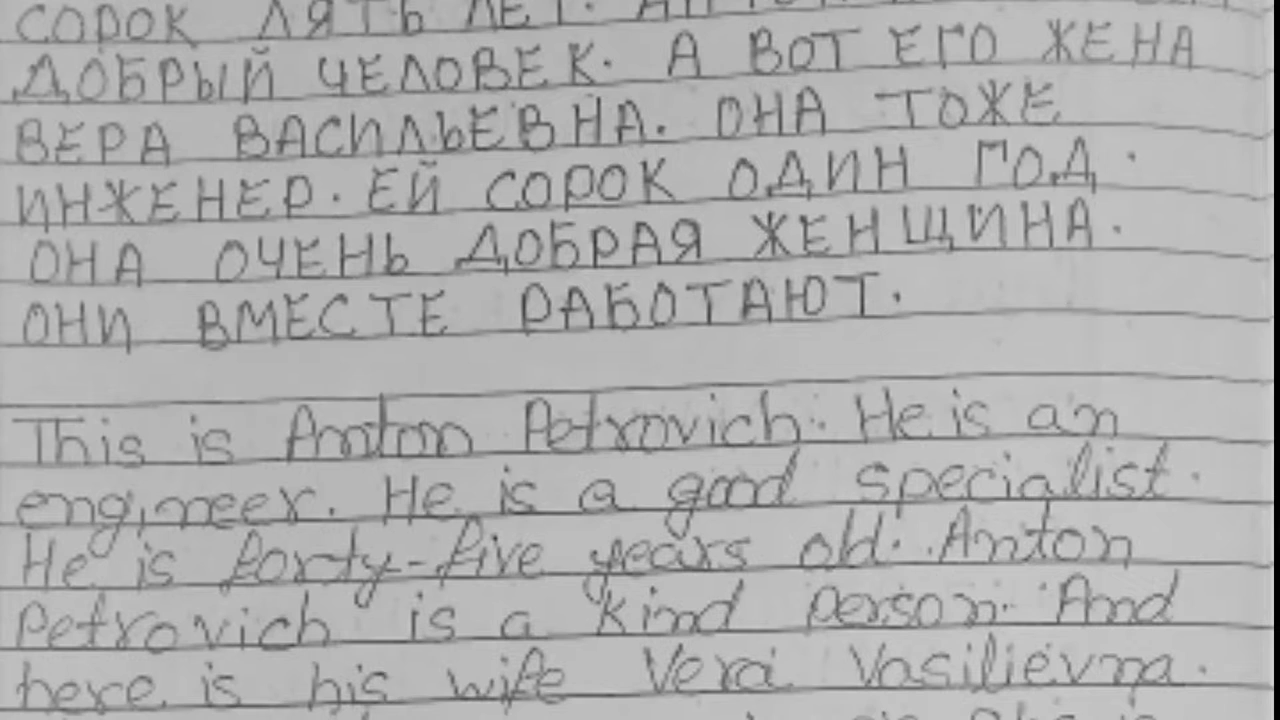 СОРОК ПЯТЬ ЛЕТ.
ДОБРЫЙ ЧЕЛОВЕК. А ВОТ ЕГО ЖЕНА
ВЕРА ВАСИЛЬЕВНА. ОНА ТОЖЕ
ИНЖЕНЕР. ЕЙ СОРОК ОДИН ГОД.
ОНА ОЧЕНЬ ДОБРАЯ ЖЕНЩИНА.
ОНИ ВМЕСТЕ РАБОТАЮТ.
This is Anton Petrovich. He is an
engineer. He is a good specialist.
He is forty-five years old. Anton
Petrovich is a kind person. And
here is his wife Vera Vasilievna.